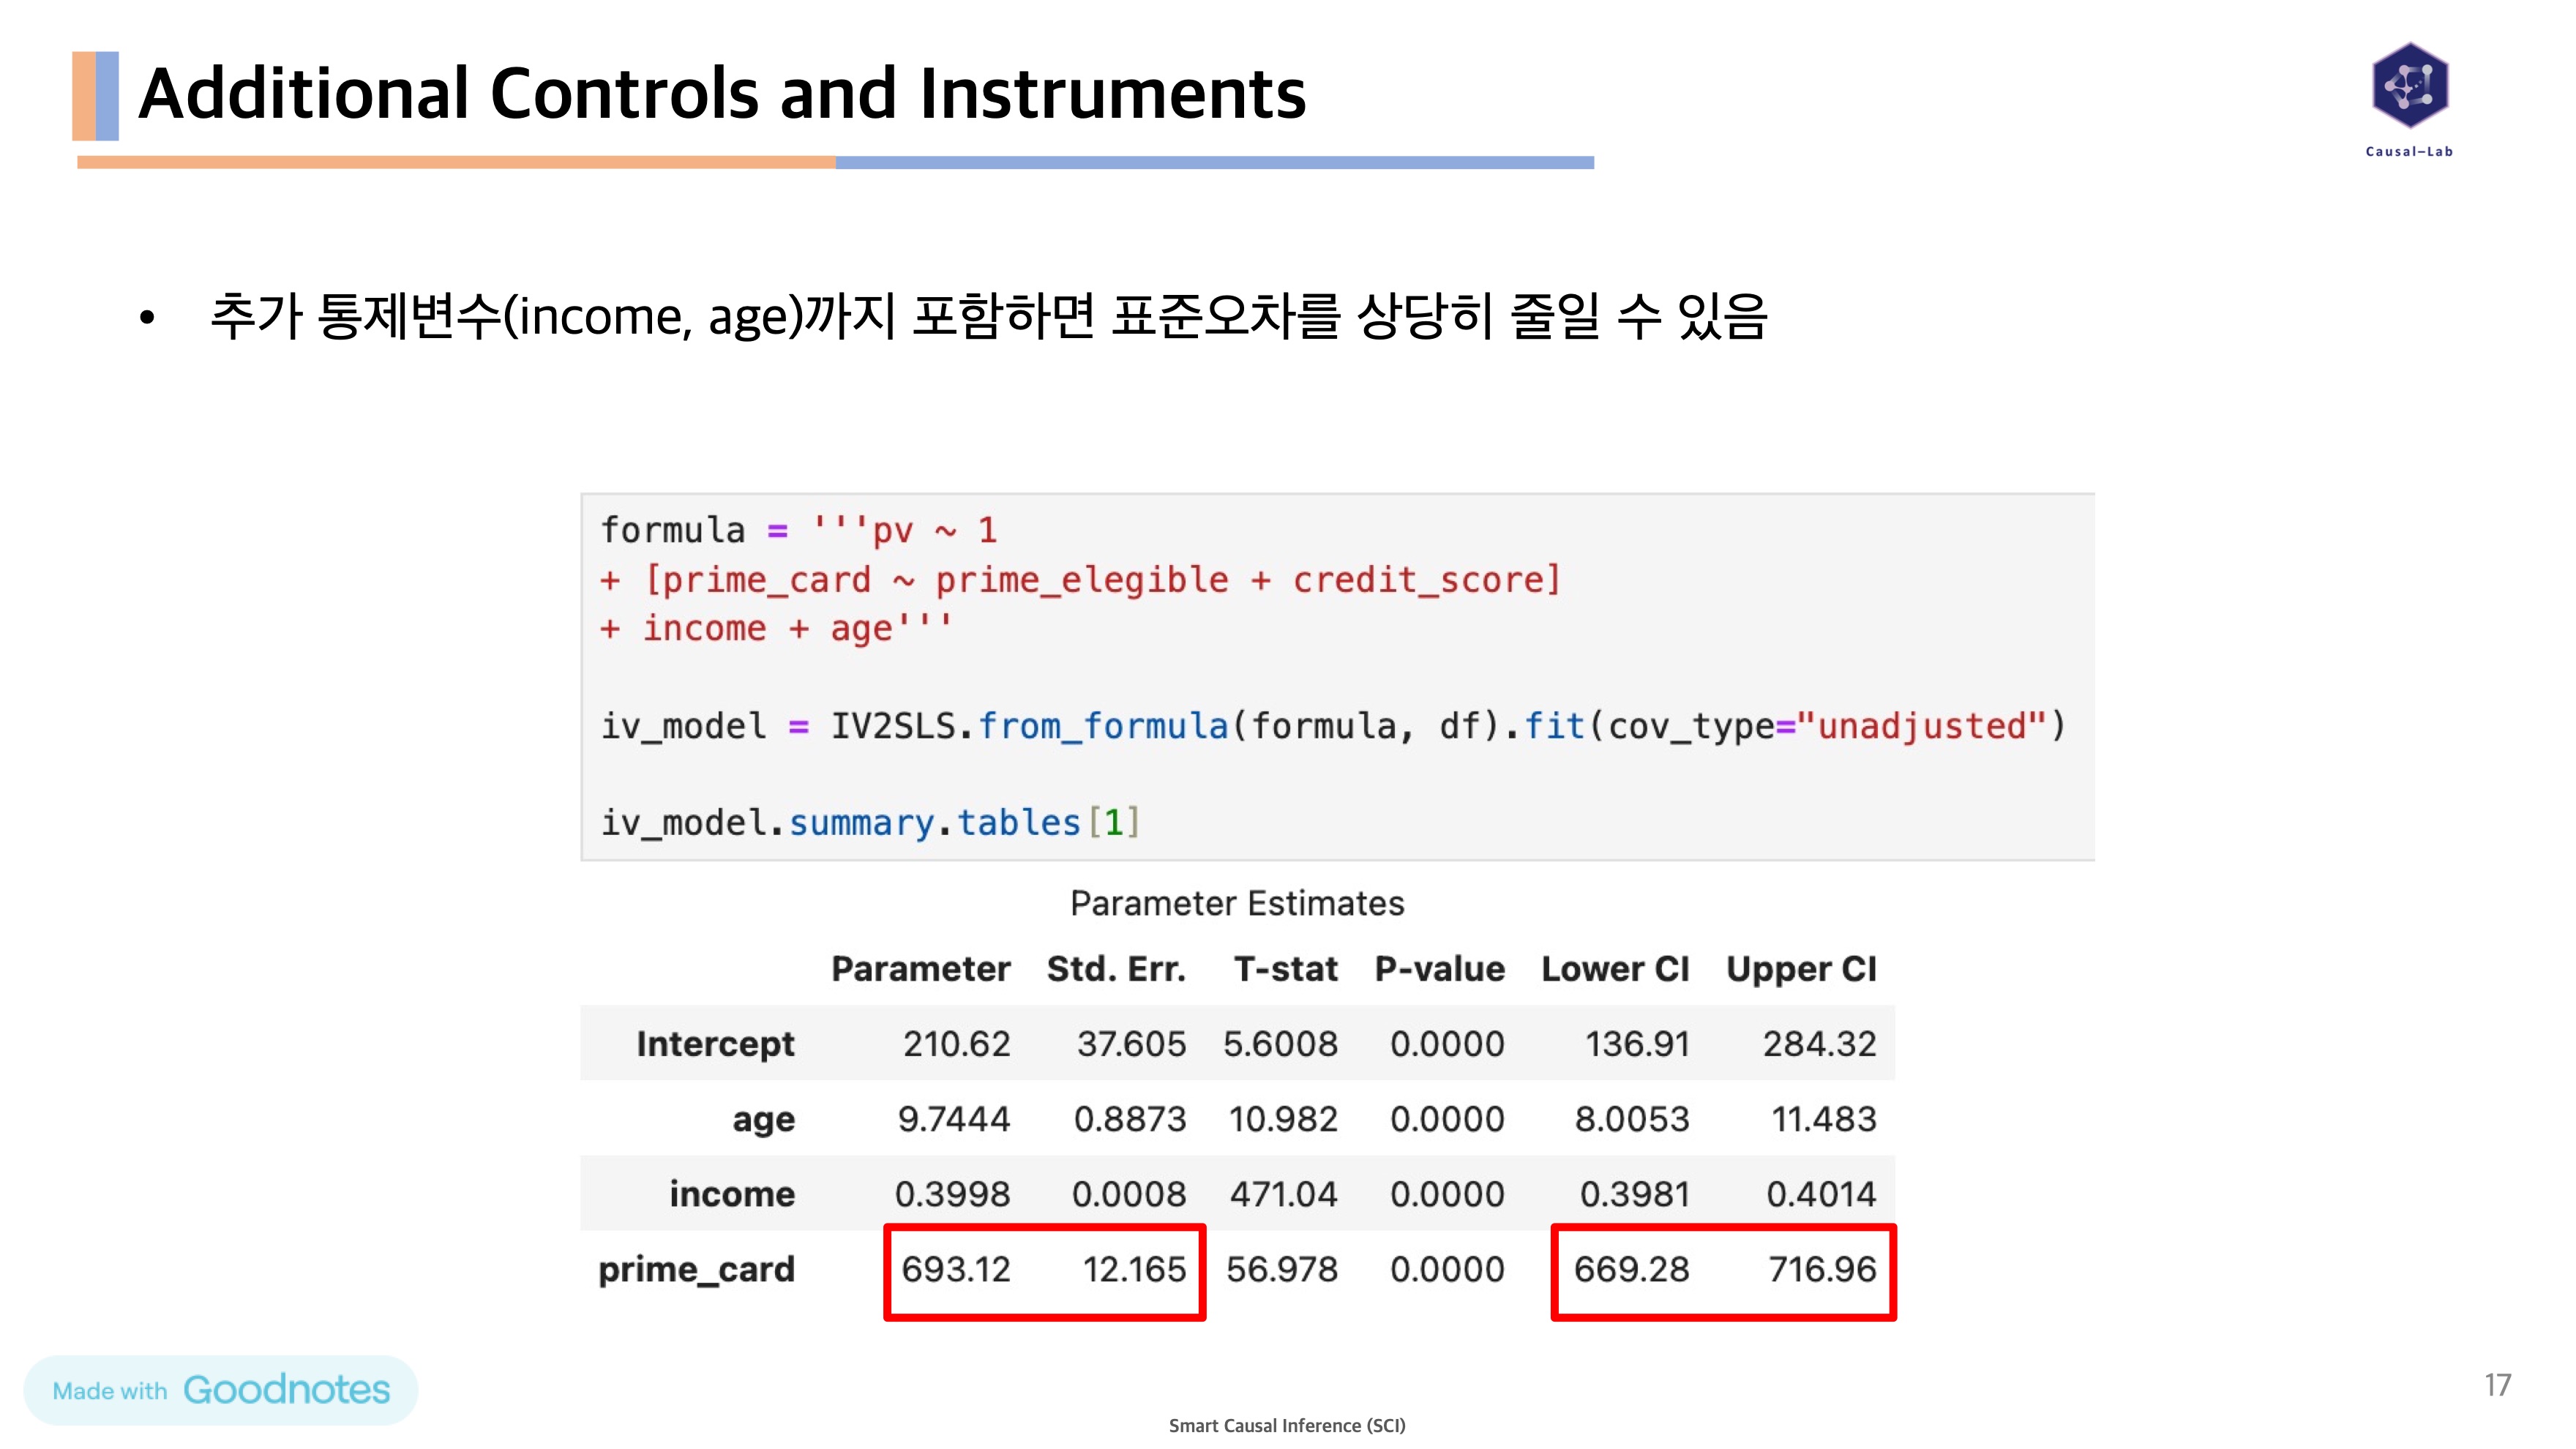 Additional Controls and Instruments
Causal–Lab
• 추가 통제변수(income, age)까지 포함하면 표준오차를 상당히 줄일 수 있음
formula = '''pv ~ 1
+ [prime_card ~ prime_elegible + credit_score]
+ income + age'''
iv_model = IV2SLS.from_formula(formula, df).fit(cov_type="unadjusted")
iv_model.summary.tables[1]
Parameter Estimates
Parameter Std. Err. T-stat P-value Lower CI Upper CI
Intercept 210.62 37.605 5.6008 0.0000 136.91 284.32
age 9.7444 0.8873 10.982 0.0000 8.0053 11.483
income 0.3998 0.0008 471.04 0.0000 0.3981 0.4014
prime_card 693.12 12.165 56.978 0.0000 669.28 716.96
Made with Goodnotes
17
Smart Causal Inference (SCI)